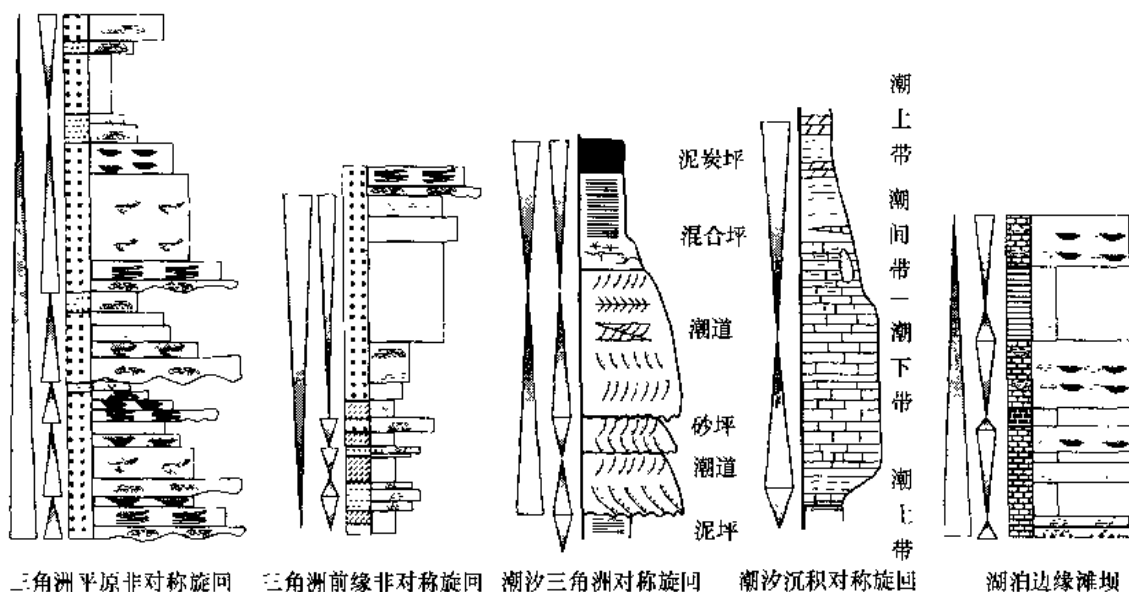 泥炭坪
混合坪
潮道
砂坪
潮道
泥坪
潮上带
潮间带—潮下带
潮上带
三角洲平原非对称旋回
三角洲前缘非对称旋回
潮汐三角洲对称旋回
潮汐沉积对称旋回
湖泊边缘滩坝